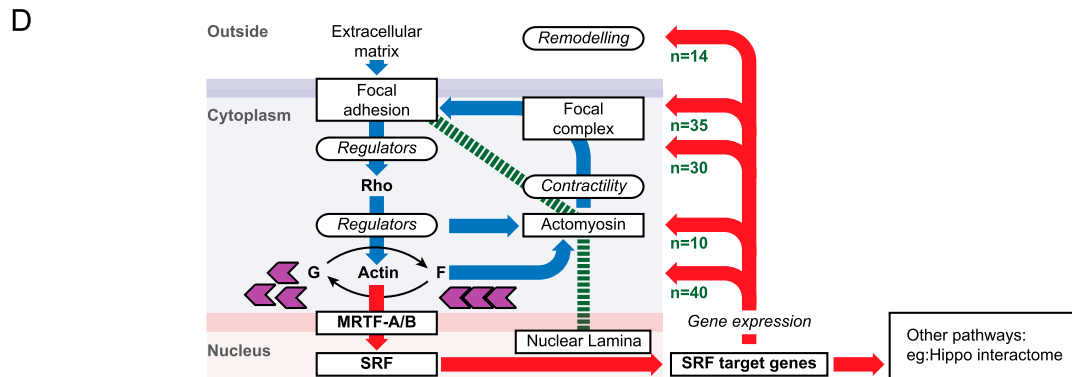 D
Outside
Extracellular
matrix
Remodelling
n=14
Focal
adhesion
Cytoplasm
Focal
complex
n=35
Regulators
n=30
Rho
Contractility
Regulators
Actomyosin
n=10
G
Actin
F
n=40
MRTF-A/B
Gene expression
Nucleus
Nuclear Lamina
SRF
SRF target genes
Other pathways:
eg:Hippo interactome